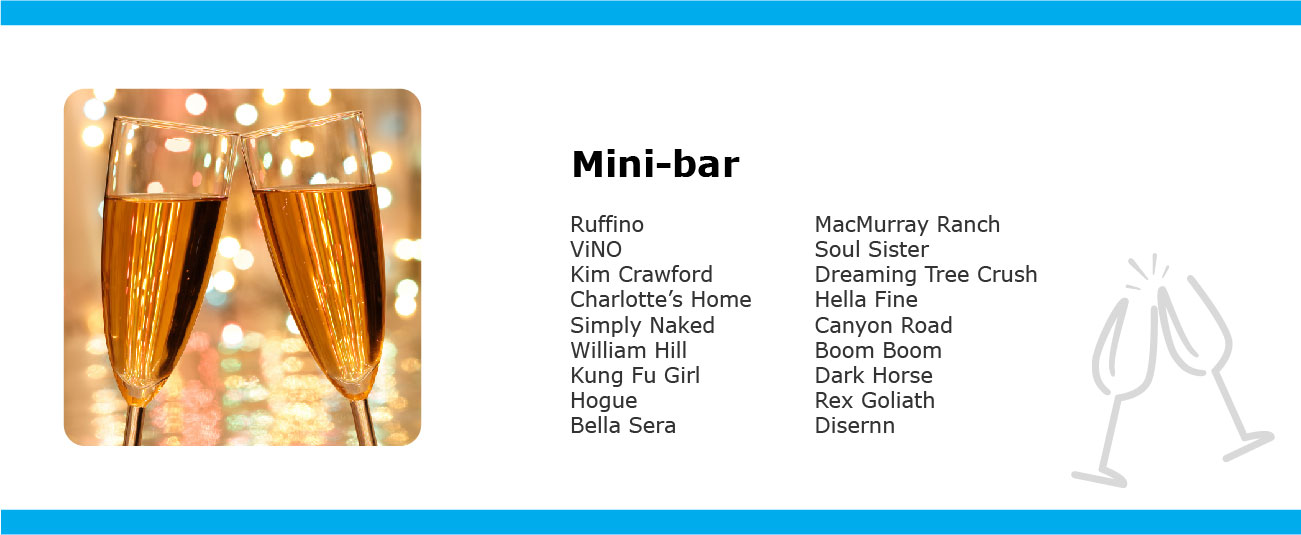 Mini-bar
Ruffino
ViNO
Kim Crawford
Charlotte’s Home
Simply Naked
William Hill
Kung Fu Girl
Hogue
Bella Sera
MacMurray Ranch
Soul Sister
Dreaming Tree Crush
Hella Fine
Canyon Road
Boom Boom
Dark Horse
Rex Goliath
Disernn